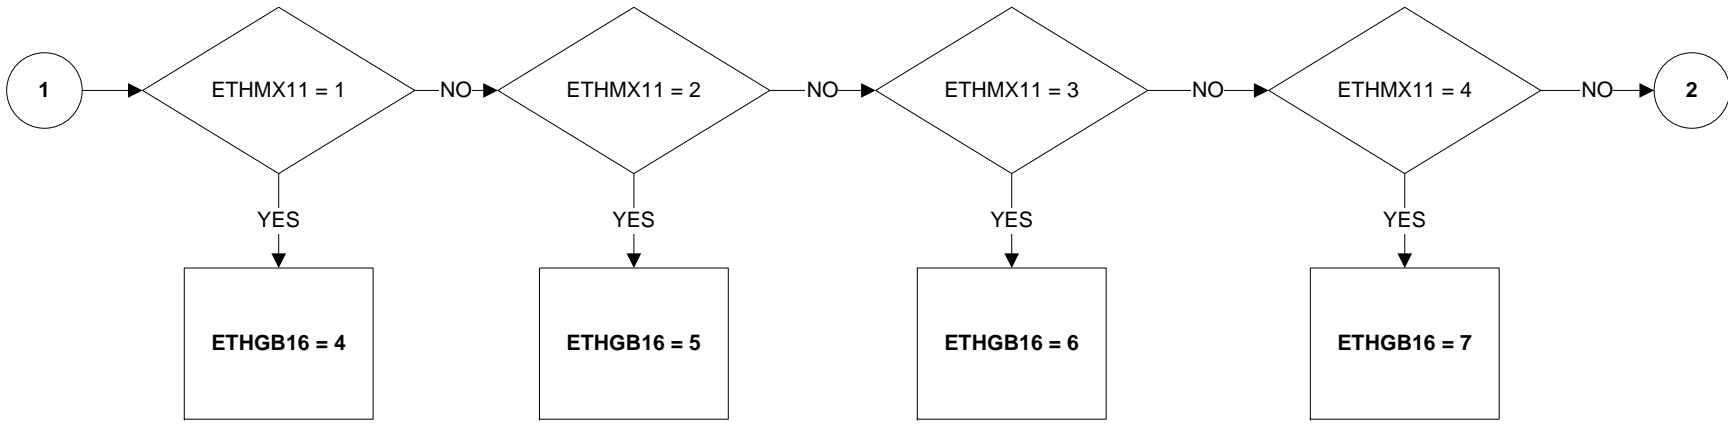 1
ETHMX11 = 1
NO
ETHMX11 = 2
NO
ETHMX11 = 3
NO
ETHMX11 = 4
NO
2
YES
YES
YES
YES
ETHGB16 = 4
ETHGB16 = 5
ETHGB16 = 6
ETHGB16 = 7